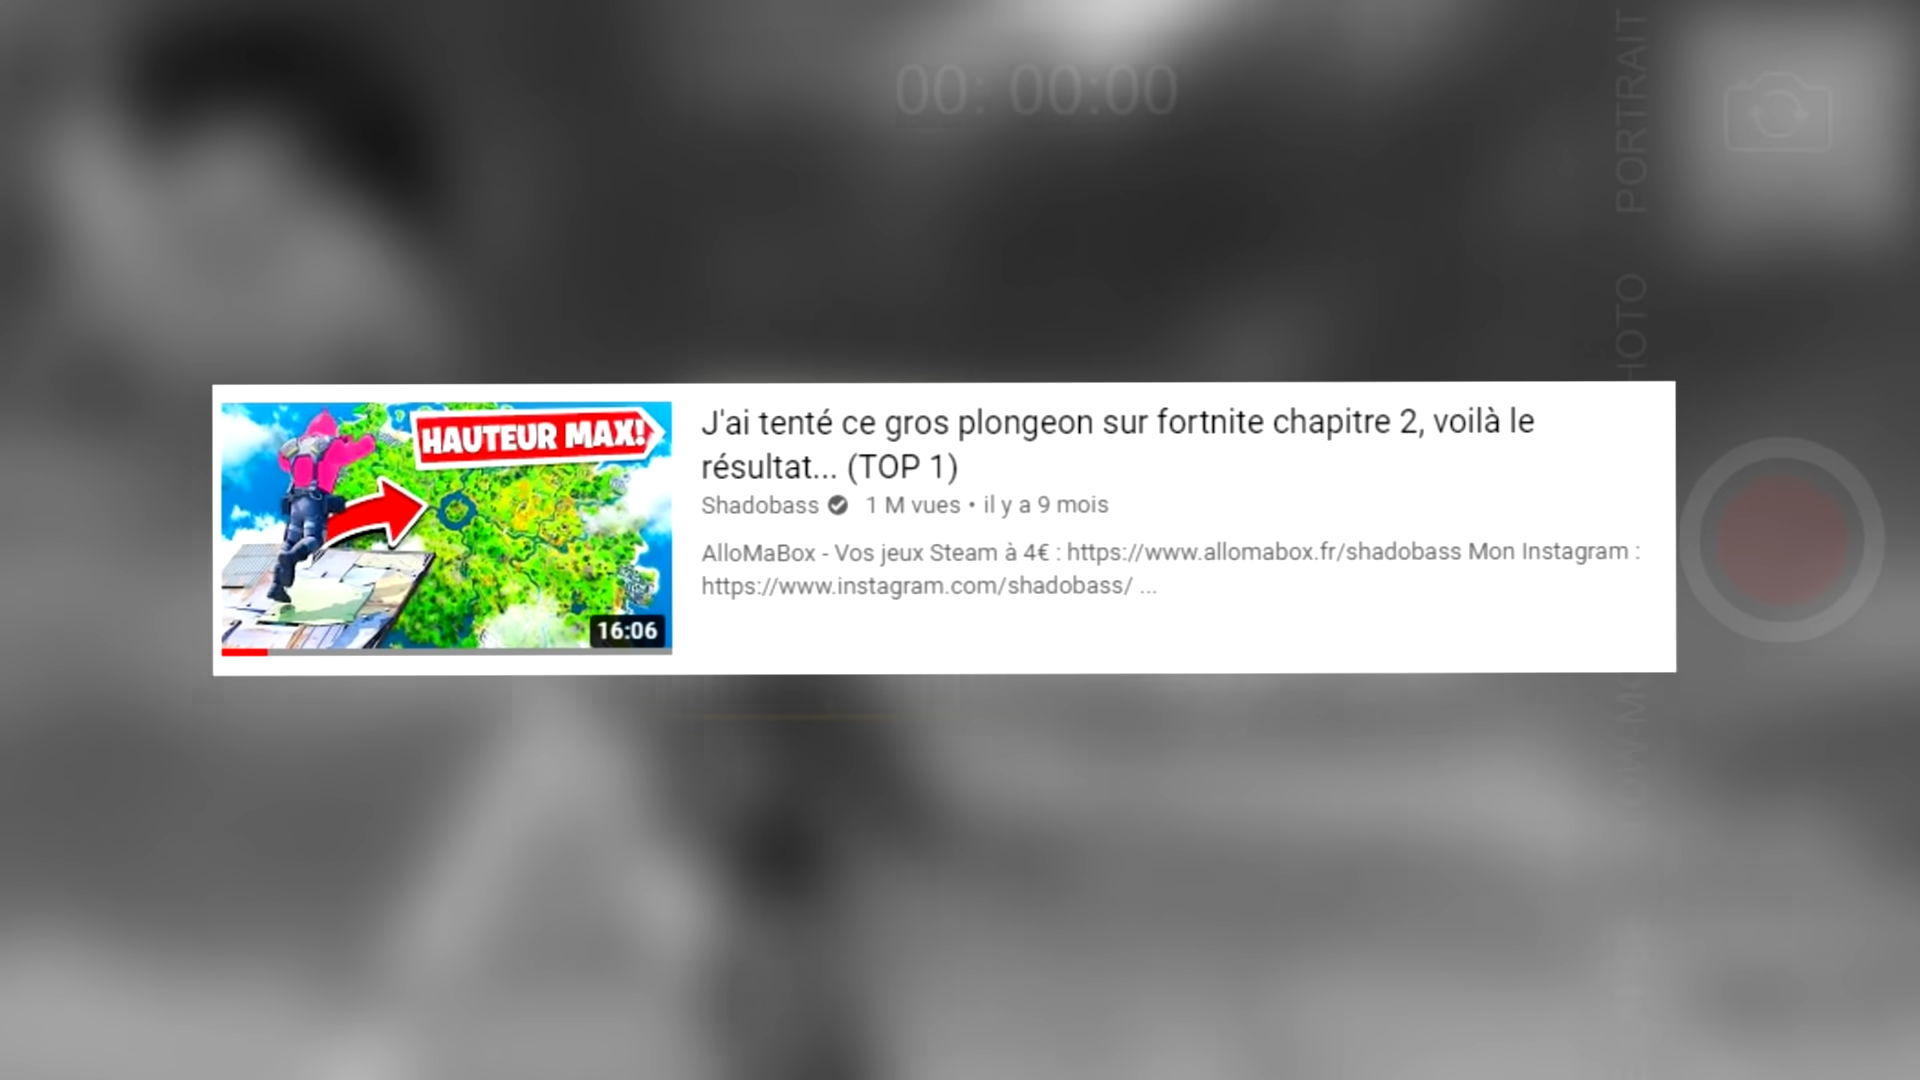 00: 00:00
PORTRAIT
HAUTEUR MAX!
16:06
J'ai tenté ce gros plongeon sur fortnite chapitre 2, voilà le
résultat... (TOP 1)
Shadobass 1 M vues • il y a 9 mois
AlloMaBox - Vos jeux Steam à 4€ : https://www.allomabox.fr/shadobass Mon Instagram :
https://www.instagram.com/shadobass/ ...